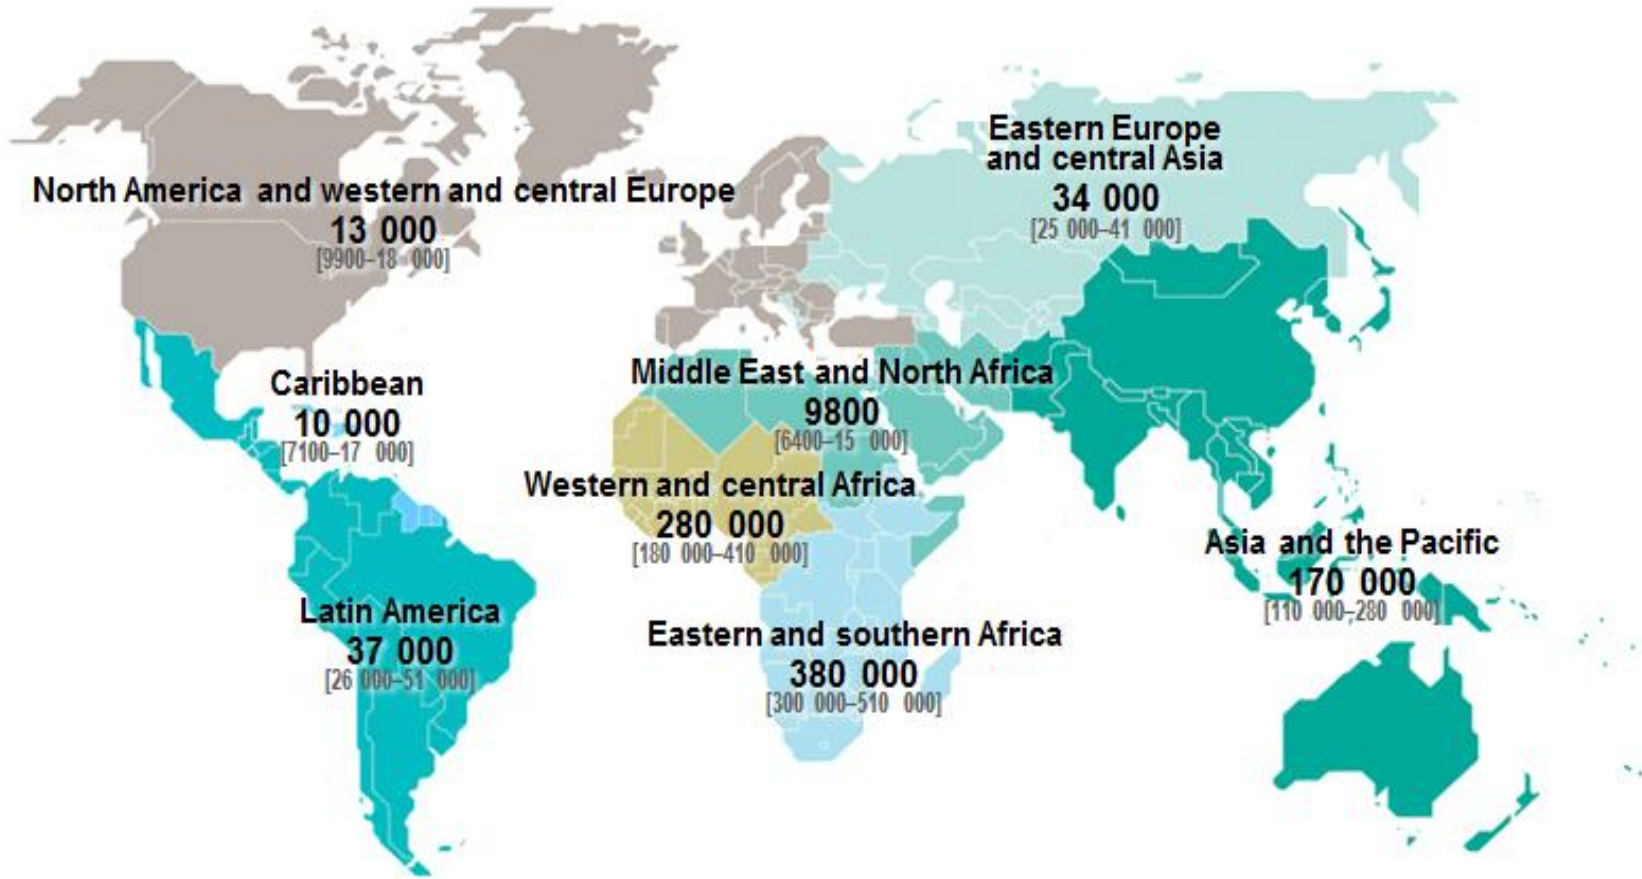 Eastern Europe
and central Asia
34 000
[25 000–41 000]
North America and western and central Europe
13 000
[9900–18 000]
Middle East and North Africa
9800
[6400–15 000]
Caribbean
10 000
[7100–17 000]
Western and central Africa
280 000
[180 000–410 000]
Asia and the Pacific
170 000
[110 000–280 000]
Latin America
37 000
[26 000–51 000]
Eastern and southern Africa
380 000
[300 000–510 000]